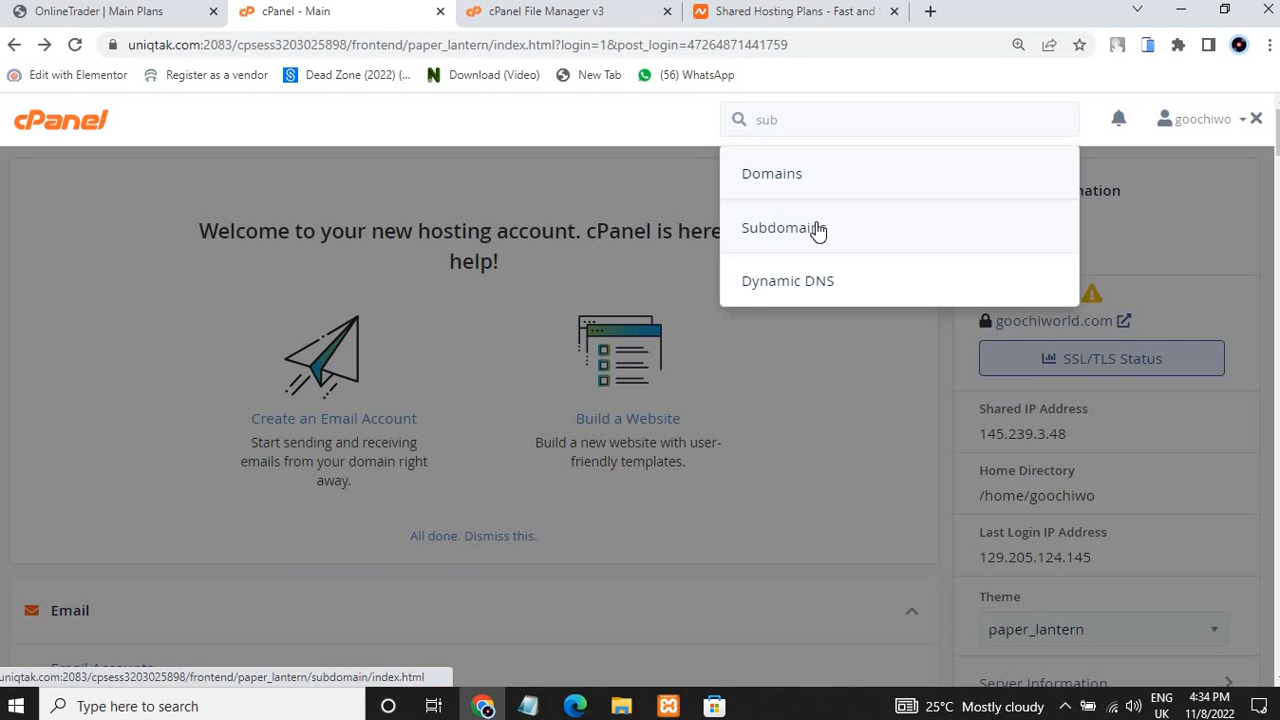 OnlineTrader | Main Plans
cPanel - Main
cPanel File Manager v3
Shared Hosting Plans - Fast and S
uniqtak.com:2083/cpsess3203025898/frontend/paper_lantern/index.html?login=1&post_login=47264871441759
Edit with Elementor
Register as a vendor
Dead Zone (2022) (...
Download (Video)
New Tab
(56) WhatsApp
cPanel
sub
goochiwo
Domains
Subdomains
Dynamic DNS
Welcome to your new hosting account. cPanel is here
help!
Create an Email Account
Start sending and receiving
emails from your domain right
away.
Build a Website
Build a new website with user-
friendly templates.
All done. Dismiss this.
Email
goochiworld.com
SSL/TLS Status
Shared IP Address
145.239.3.48
Home Directory
/home/goochiwo
Last Login IP Address
129.205.124.145
Theme
paper_lantern
Server Information
Email Accounts
uniqtak.com:2083/cpsess3203025898/frontend/paper_lantern/subdomain/index.html
Type here to search
25°C Mostly cloudy
ENG
UK
4:34 PM
11/8/2022